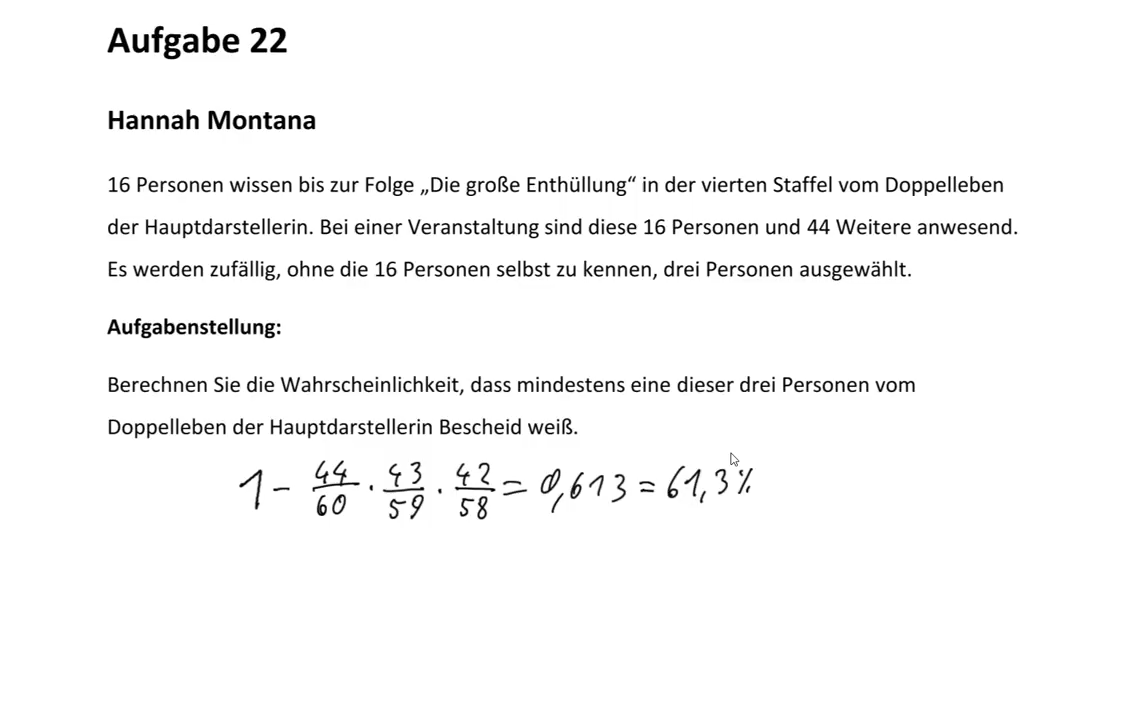 Aufgabe 22
Hannah Montana
16 Personen wissen bis zur Folge „Die große Enthüllung“ in der vierten Staffel vom Doppelleben
der Hauptdarstellerin. Bei einer Veranstaltung sind diese 16 Personen und 44 Weitere anwesend.
Es werden zufällig, ohne die 16 Personen selbst zu kennen, drei Personen ausgewählt.
Aufgabenstellung:
Berechnen Sie die Wahrscheinlichkeit, dass mindestens eine dieser drei Personen vom
Doppelleben der Hauptdarstellerin Bescheid weiß.
1 - 44/60 · 43/59 · 42/58 = 0,613 = 61,3%